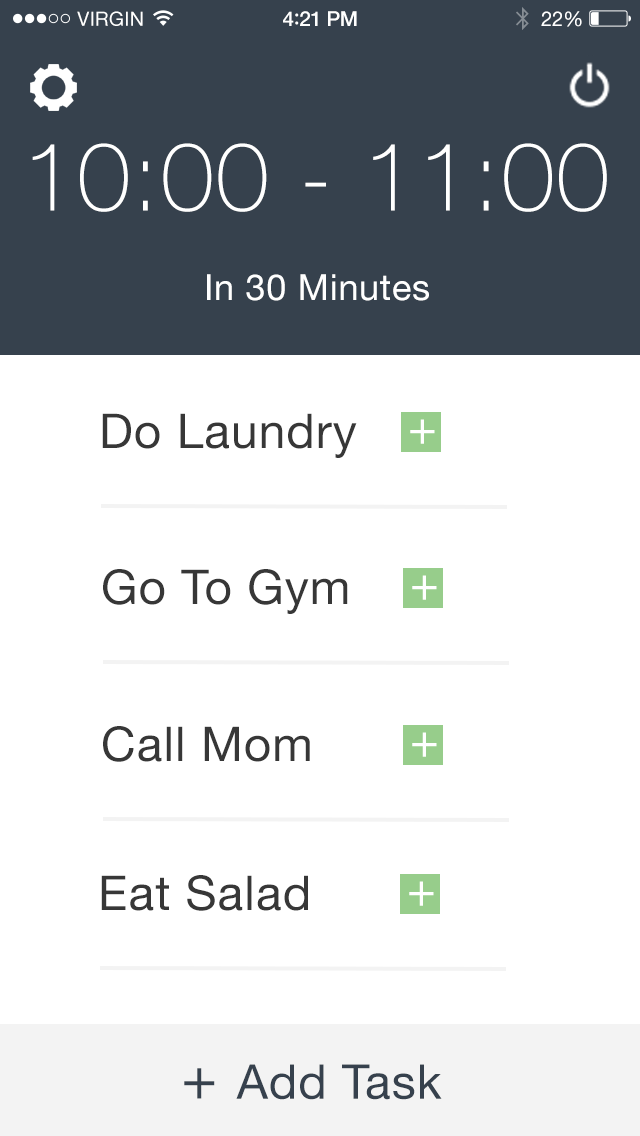 VIRGIN 4:21 PM 22%
10:00 - 11:00
In 30 Minutes
Do Laundry +
Go To Gym +
Call Mom +
Eat Salad +
+ Add Task